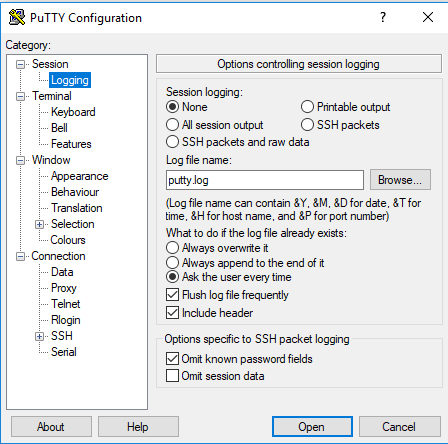 PuTTY Configuration
?
Category:
Session
Logging
Terminal
Keyboard
Bell
Features
Window
Appearance
Behaviour
Translation
Selection
Colours
Connection
Data
Proxy
Telnet
Rlogin
SSH
Serial
Options controlling session logging
Session logging:
None
Printable output
All session output
SSH packets
SSH packets and raw data
Log file name:
putty.log
Browse...
(Log file name can contain &Y, &M, &D for date, &T for
time, &H for host name, and &P for port number)
What to do if the log file already exists:
Always overwrite it
Always append to the end of it
Ask the user every time
Flush log file frequently
Include header
Options specific to SSH packet logging
Omit known password fields
Omit session data
About
Help
Open
Cancel